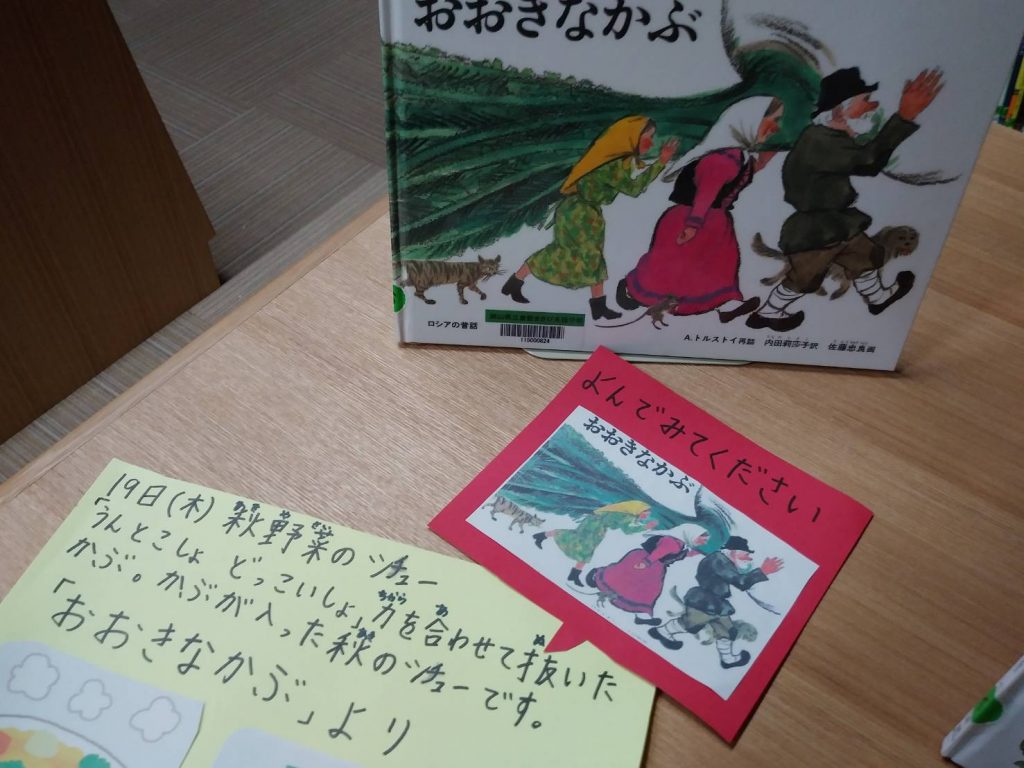 おおきなかぶ
ロシアの昔話
A.トルストイ再話 内田莉莎子訳 佐藤忠良画
115000824
よんでみてください
おおきなかぶ
19日(木) 秋野菜のシチュー
「うんとこしょ どっこいしょ」力を合わせて抜いた
かぶ。かぶが入った秋のシチューです。
「おおきなかぶ」より